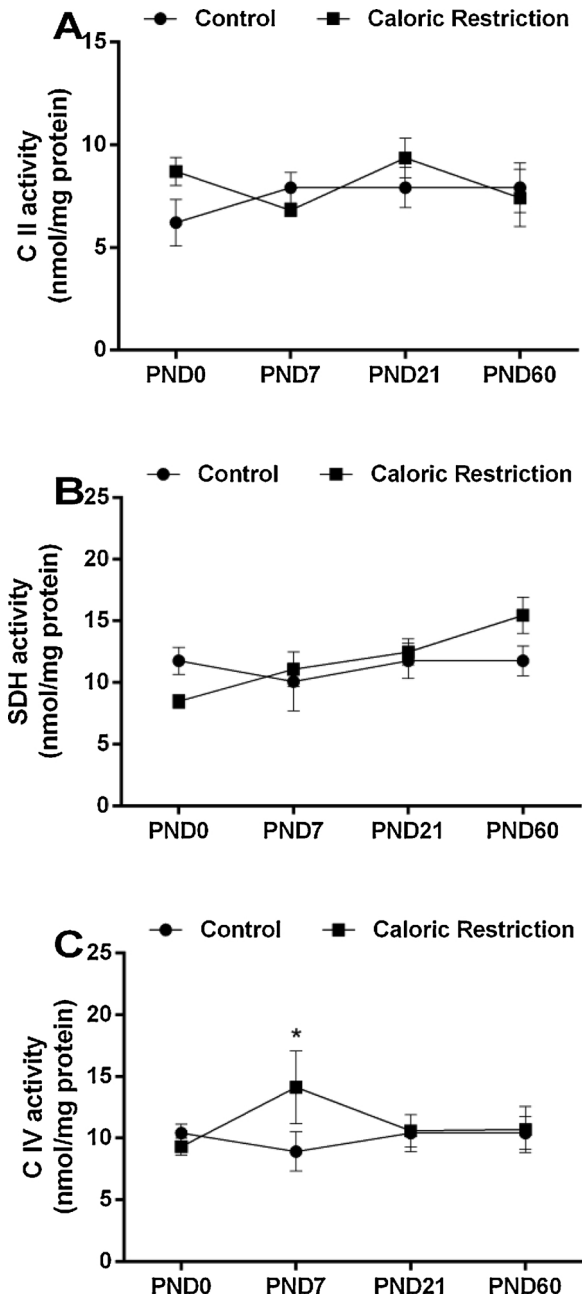 A
Control
Caloric Restriction
15
10
5
0
C II activity
(nmol/mg protein)
PND0
PND7
PND21
PND60
B
Control
Caloric Restriction
25
20
15
10
5
0
SDH activity
(nmol/mg protein)
PND0
PND7
PND21
PND60
C
Control
Caloric Restriction
25
20
15
10
5
0
C IV activity
(nmol/mg protein)
*
PND0
PND7
PND21
PND60